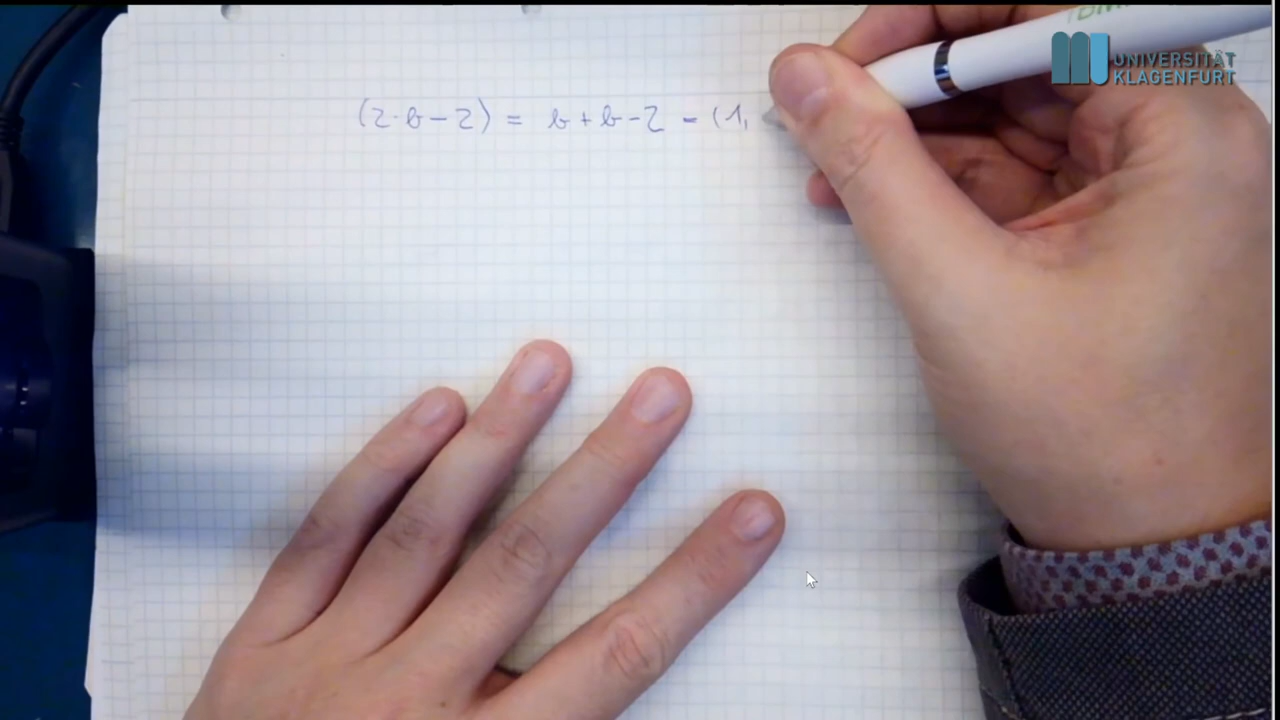 UNIVERSITÄT
KLAGENFURT
(2·b-2) = b+b-2 = (1,